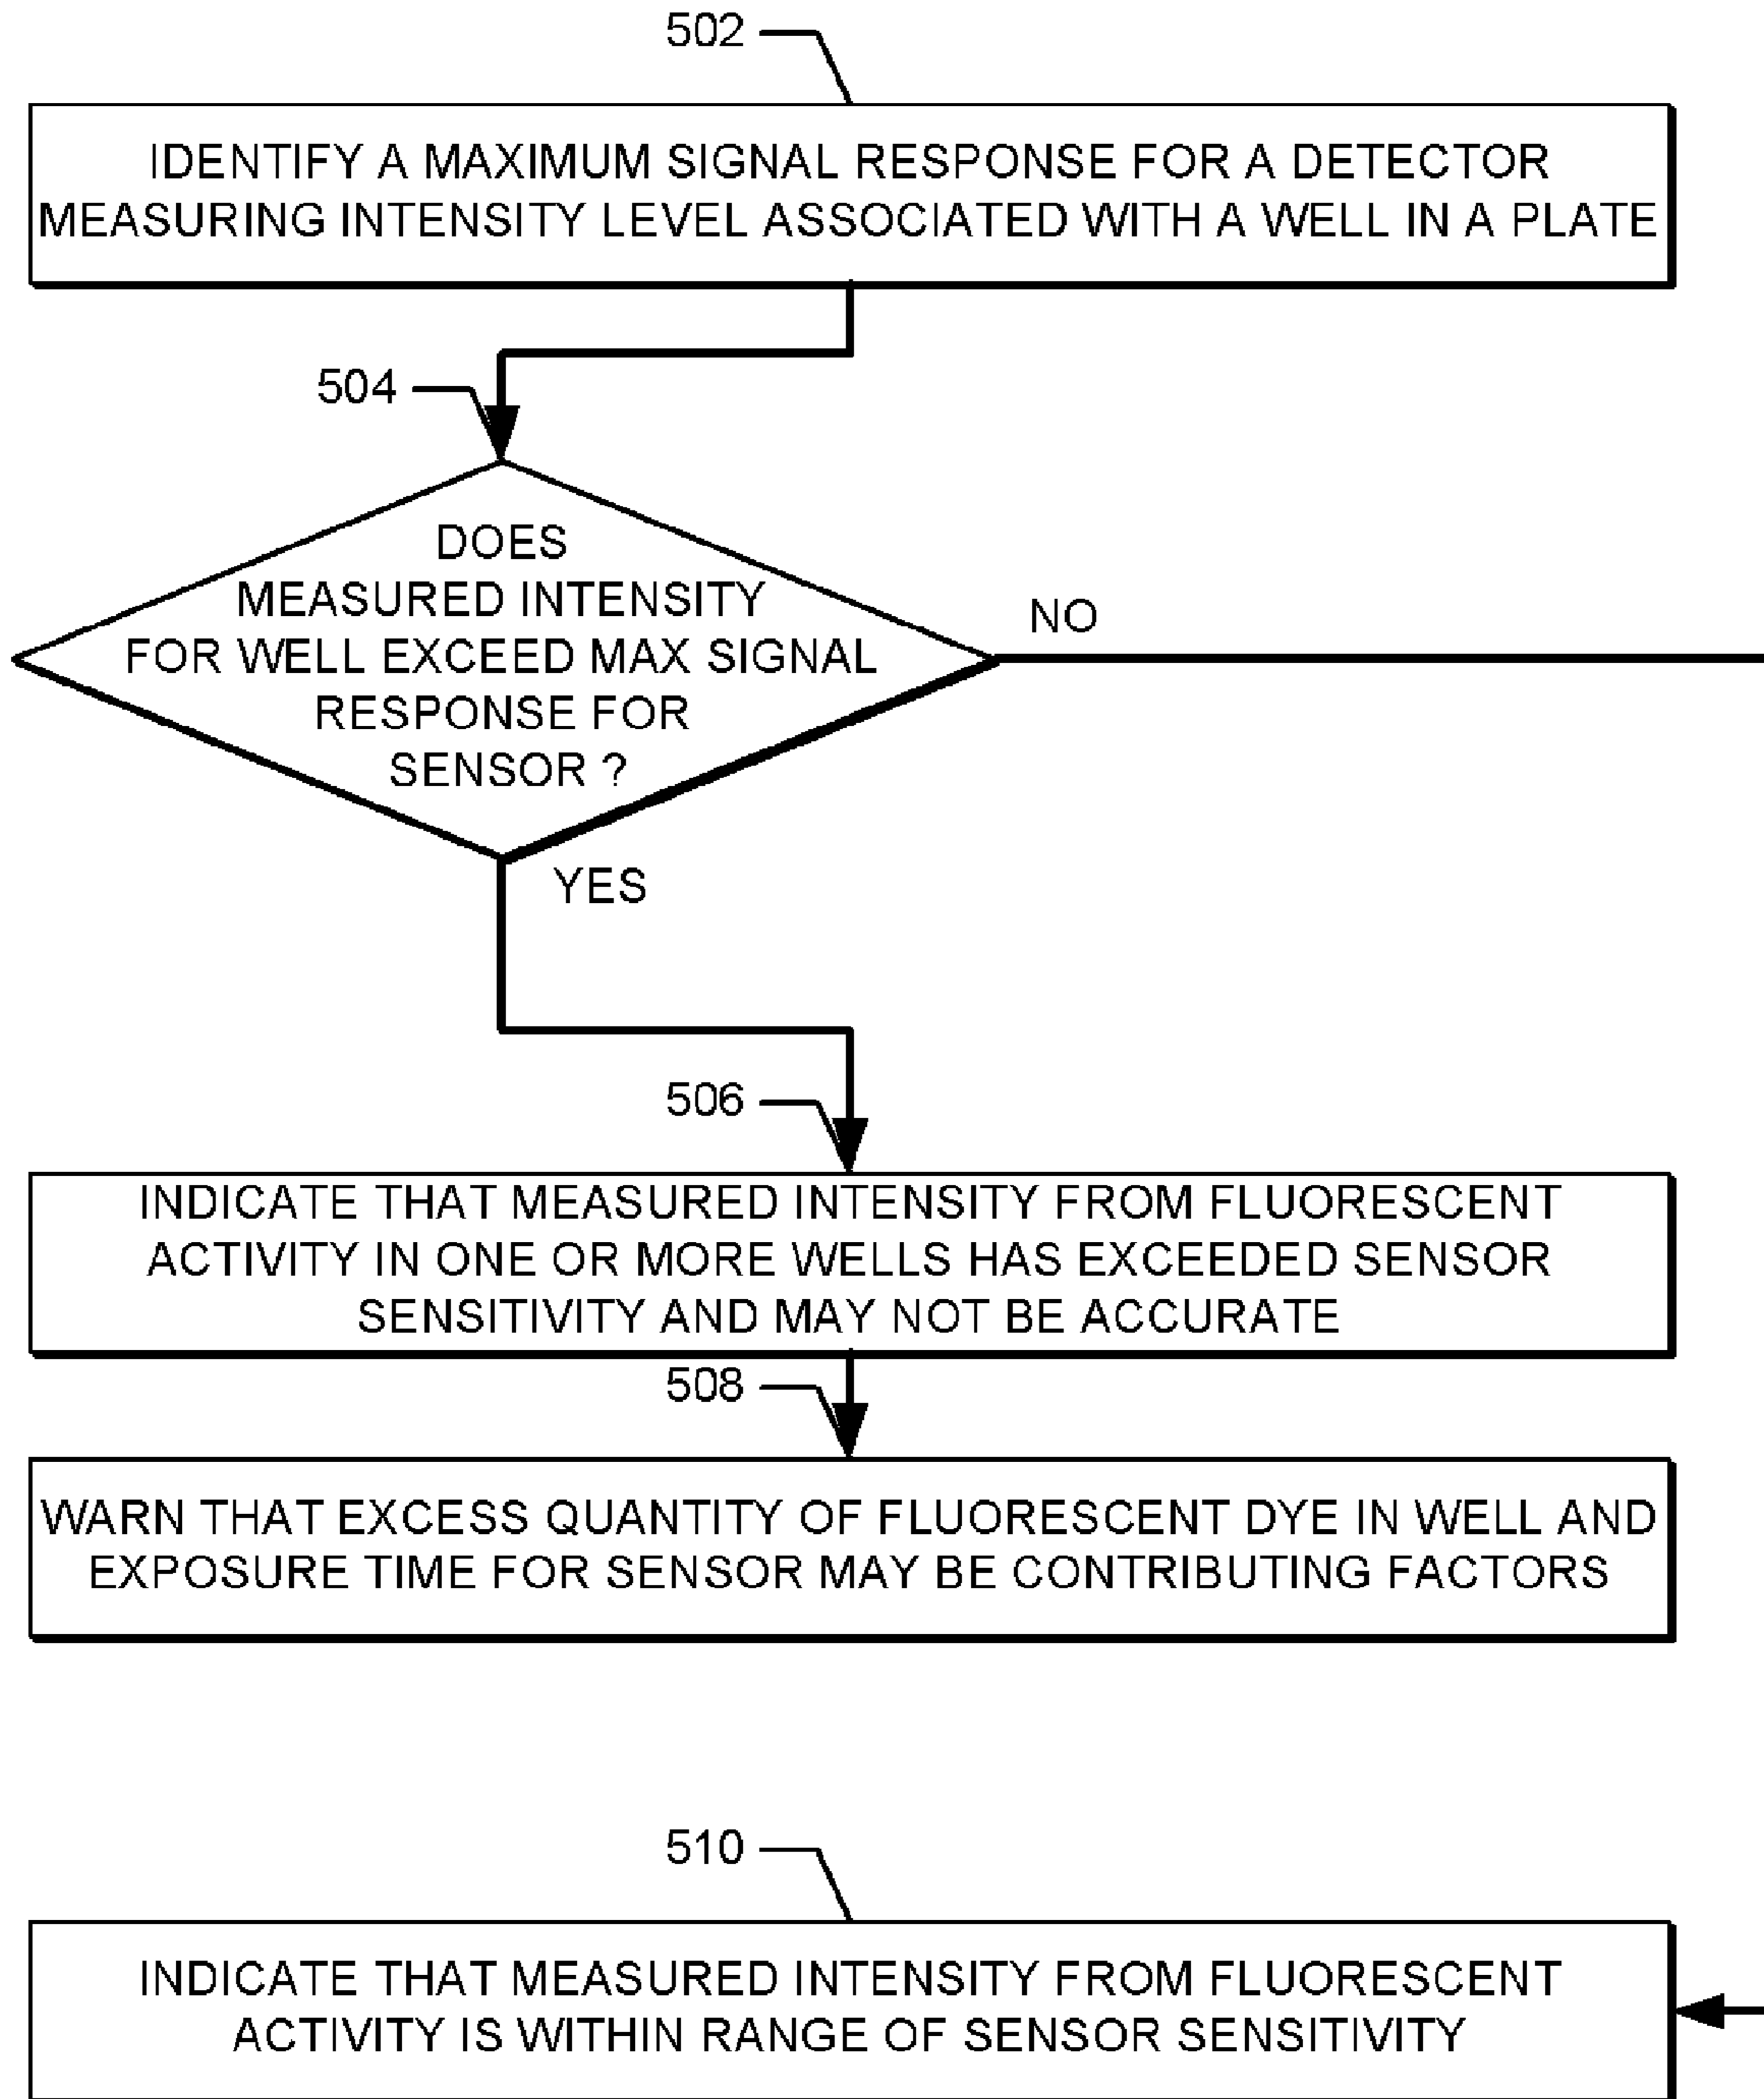 502
IDENTIFY A MAXIMUM SIGNAL RESPONSE FOR A DETECTOR
MEASURING INTENSITY LEVEL ASSOCIATED WITH A WELL IN A PLATE
504
DOES
MEASURED INTENSITY
FOR WELL EXCEED MAX SIGNAL
RESPONSE FOR
SENSOR ?
NO
YES
506
INDICATE THAT MEASURED INTENSITY FROM FLUORESCENT
ACTIVITY IN ONE OR MORE WELLS HAS EXCEEDED SENSOR
SENSITIVITY AND MAY NOT BE ACCURATE
508
WARN THAT EXCESS QUANTITY OF FLUORESCENT DYE IN WELL AND
EXPOSURE TIME FOR SENSOR MAY BE CONTRIBUTING FACTORS
510
INDICATE THAT MEASURED INTENSITY FROM FLUORESCENT
ACTIVITY IS WITHIN RANGE OF SENSOR SENSITIVITY